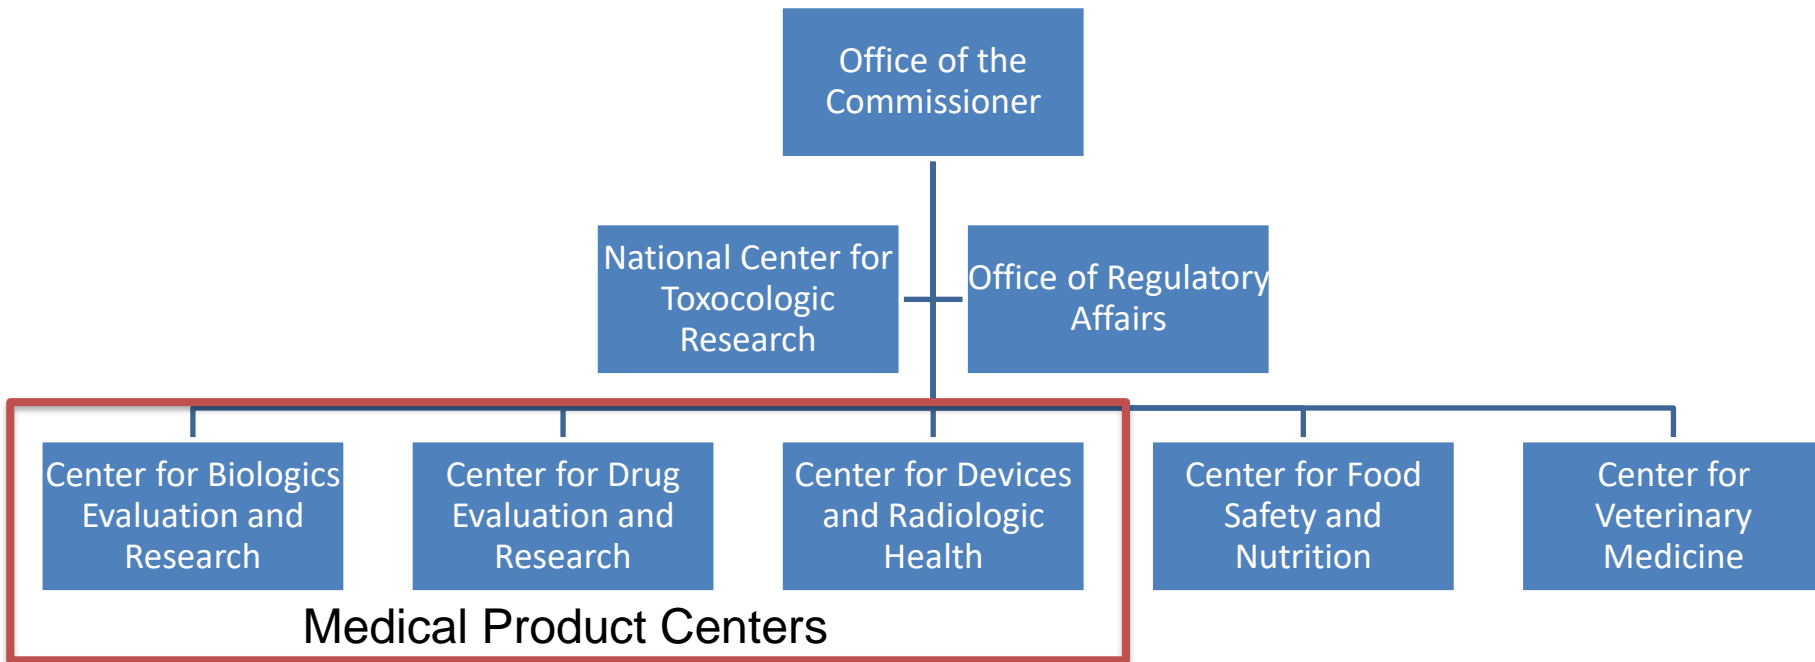 Office of the
Commissioner
National Center for
Toxocologic
Research
Office of Regulatory
Affairs
Center for Biologics
Evaluation and
Research
Center for Drug
Evaluation and
Research
Center for Devices
and Radiologic
Health
Center for Food
Safety and
Nutrition
Center for
Veterinary
Medicine
Medical Product Centers